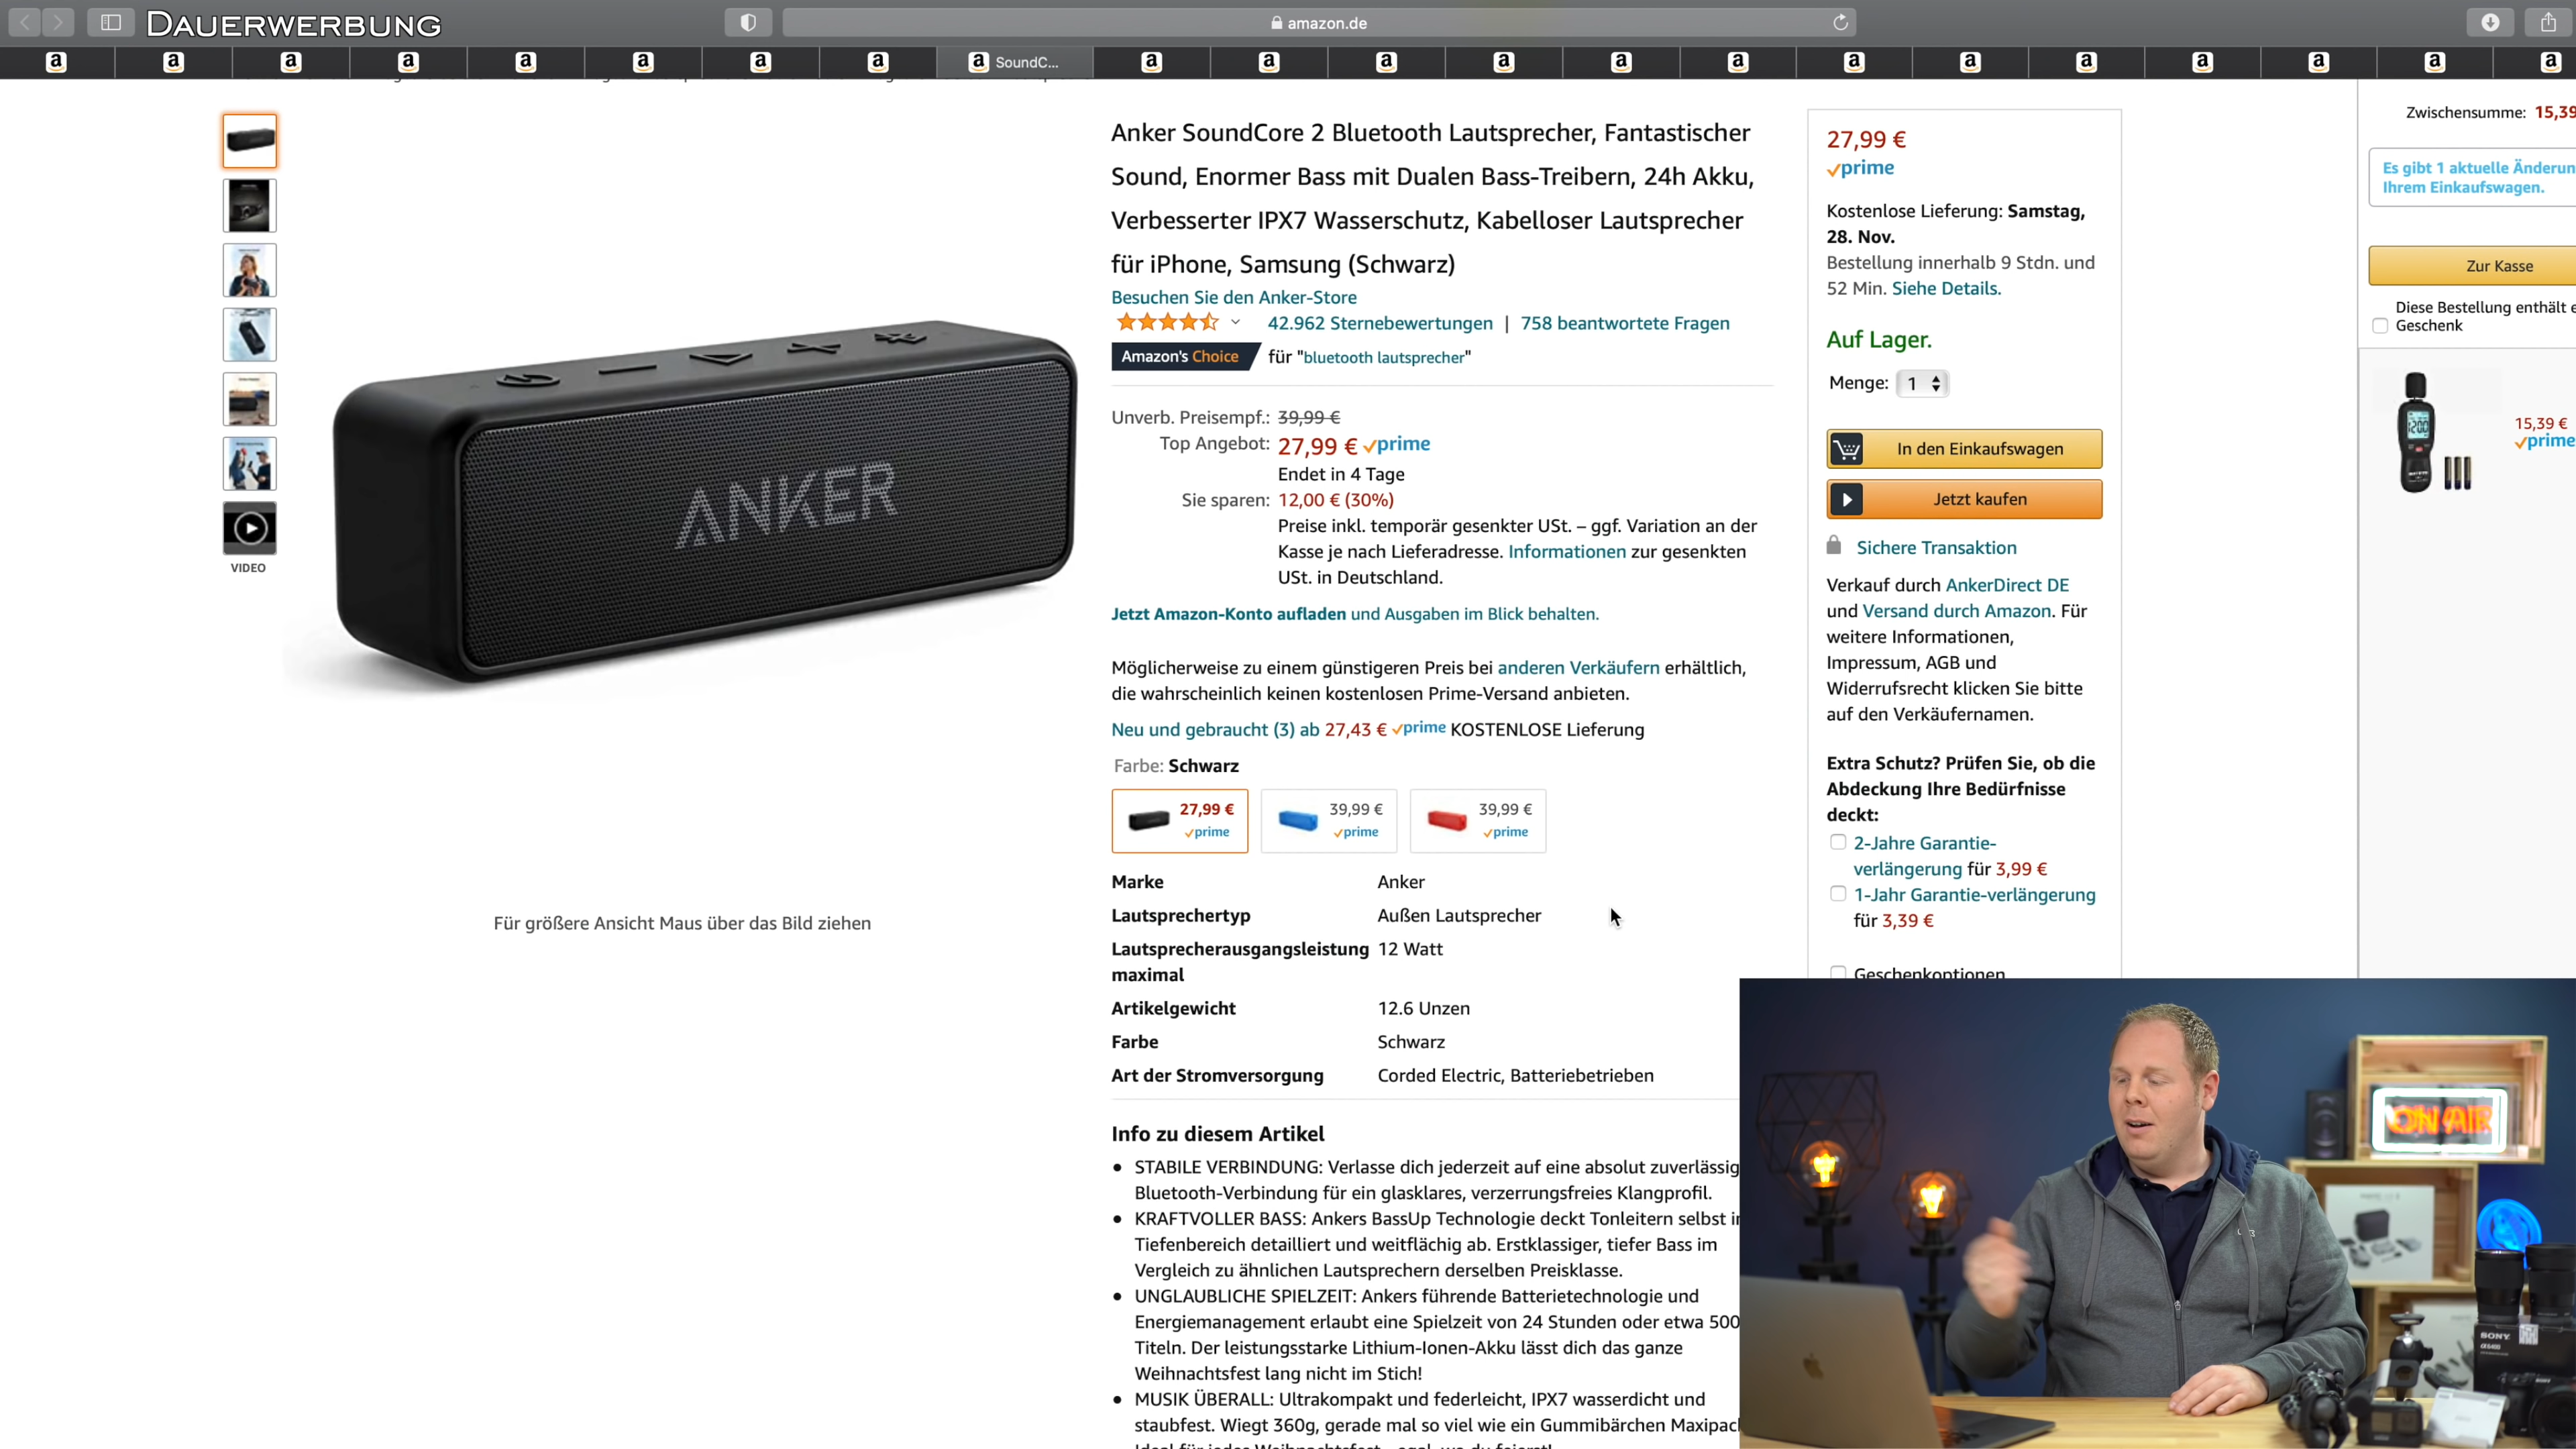 DAUERWERBUNG
amazon.de
SoundC...
Anker SoundCore 2 Bluetooth Lautsprecher, Fantastischer
Sound, Enormer Bass mit Dualen Bass-Treibern, 24h Akku,
Verbesserter IPX7 Wasserschutz, Kabelloser Lautsprecher
für iPhone, Samsung (Schwarz)
Besuchen Sie den Anker-Store
42.962 Sternebewertungen | 758 beantwortete Fragen
Amazon's Choice für "bluetooth lautsprecher"
Unverb. Preisempf.: 39,99 €
Top Angebot: 27,99 € prime
Endet in 4 Tage
Sie sparen: 12,00 € (30%)
Preise inkl. temporär gesenkter USt. – ggf. Variation an der
Kasse je nach Lieferadresse. Informationen zur gesenkten
USt. in Deutschland.
Jetzt Amazon-Konto aufladen und Ausgaben im Blick behalten.
Möglicherweise zu einem günstigeren Preis bei anderen Verkäufern erhältlich,
die wahrscheinlich keinen kostenlosen Prime-Versand anbieten.
Neu und gebraucht (3) ab 27,43 € prime KOSTENLOSE Lieferung
Farbe: Schwarz
27,99 € prime
39,99 € prime
39,99 € prime
Marke Anker
Lautsprechertyp Außen Lautsprecher
Lautsprecherausgangsleistung 12 Watt
maximal
Artikelgewicht 12.6 Unzen
Farbe Schwarz
Art der Stromversorgung Corded Electric, Batteriebetrieben
Info zu diesem Artikel
• STABILE VERBINDUNG: Verlasse dich jederzeit auf eine absolut zuverlässig
Bluetooth-Verbindung für ein glasklares, verzerrungsfreies Klangprofil.
• KRAFTVOLLER BASS: Ankers BassUp Technologie deckt Tonleitern selbst i
Tiefenbereich detailliert und weitflächig ab. Erstklassiger, tiefer Bass im
Vergleich zu ähnlichen Lautsprechern derselben Preisklasse.
• UNGLAUBLICHE SPIELZEIT: Ankers führende Batterietechnologie und
Energiemanagement erlaubt eine Spielzeit von 24 Stunden oder etwa 500
Titeln. Der leistungsstarke Lithium-Ionen-Akku lässt dich das ganze
Weihnachtsfest lang nicht im Stich!
• MUSIK ÜBERALL: Ultrakompakt und federleicht, IPX7 wasserdicht und
staubfest. Wiegt 360g, gerade mal so viel wie ein Gummibärchen Maxipac
ANKER
VIDEO
Für größere Ansicht Maus über das Bild ziehen
27,99 €
prime
Kostenlose Lieferung: Samstag,
28. Nov.
Bestellung innerhalb 9 Stdn. und
52 Min. Siehe Details.
Auf Lager.
Menge: 1
In den Einkaufswagen
Jetzt kaufen
Sichere Transaktion
Verkauf durch AnkerDirect DE
und Versand durch Amazon. Für
weitere Informationen,
Impressum, AGB und
Widerrufsrecht klicken Sie bitte
auf den Verkäufernamen.
Extra Schutz? Prüfen Sie, ob die
Abdeckung Ihre Bedürfnisse
deckt:
2-Jahre Garantie-
verlängerung für 3,99 €
1-Jahr Garantie-verlängerung
für 3,39 €
Geschenkoptionen
Zwischensumme: 15,39
Es gibt 1 aktuelle Änderun
Ihrem Einkaufswagen.
Zur Kasse
Diese Bestellung enthält e
Geschenk
15,39 €
prime
ON AIR
SONY
α6400